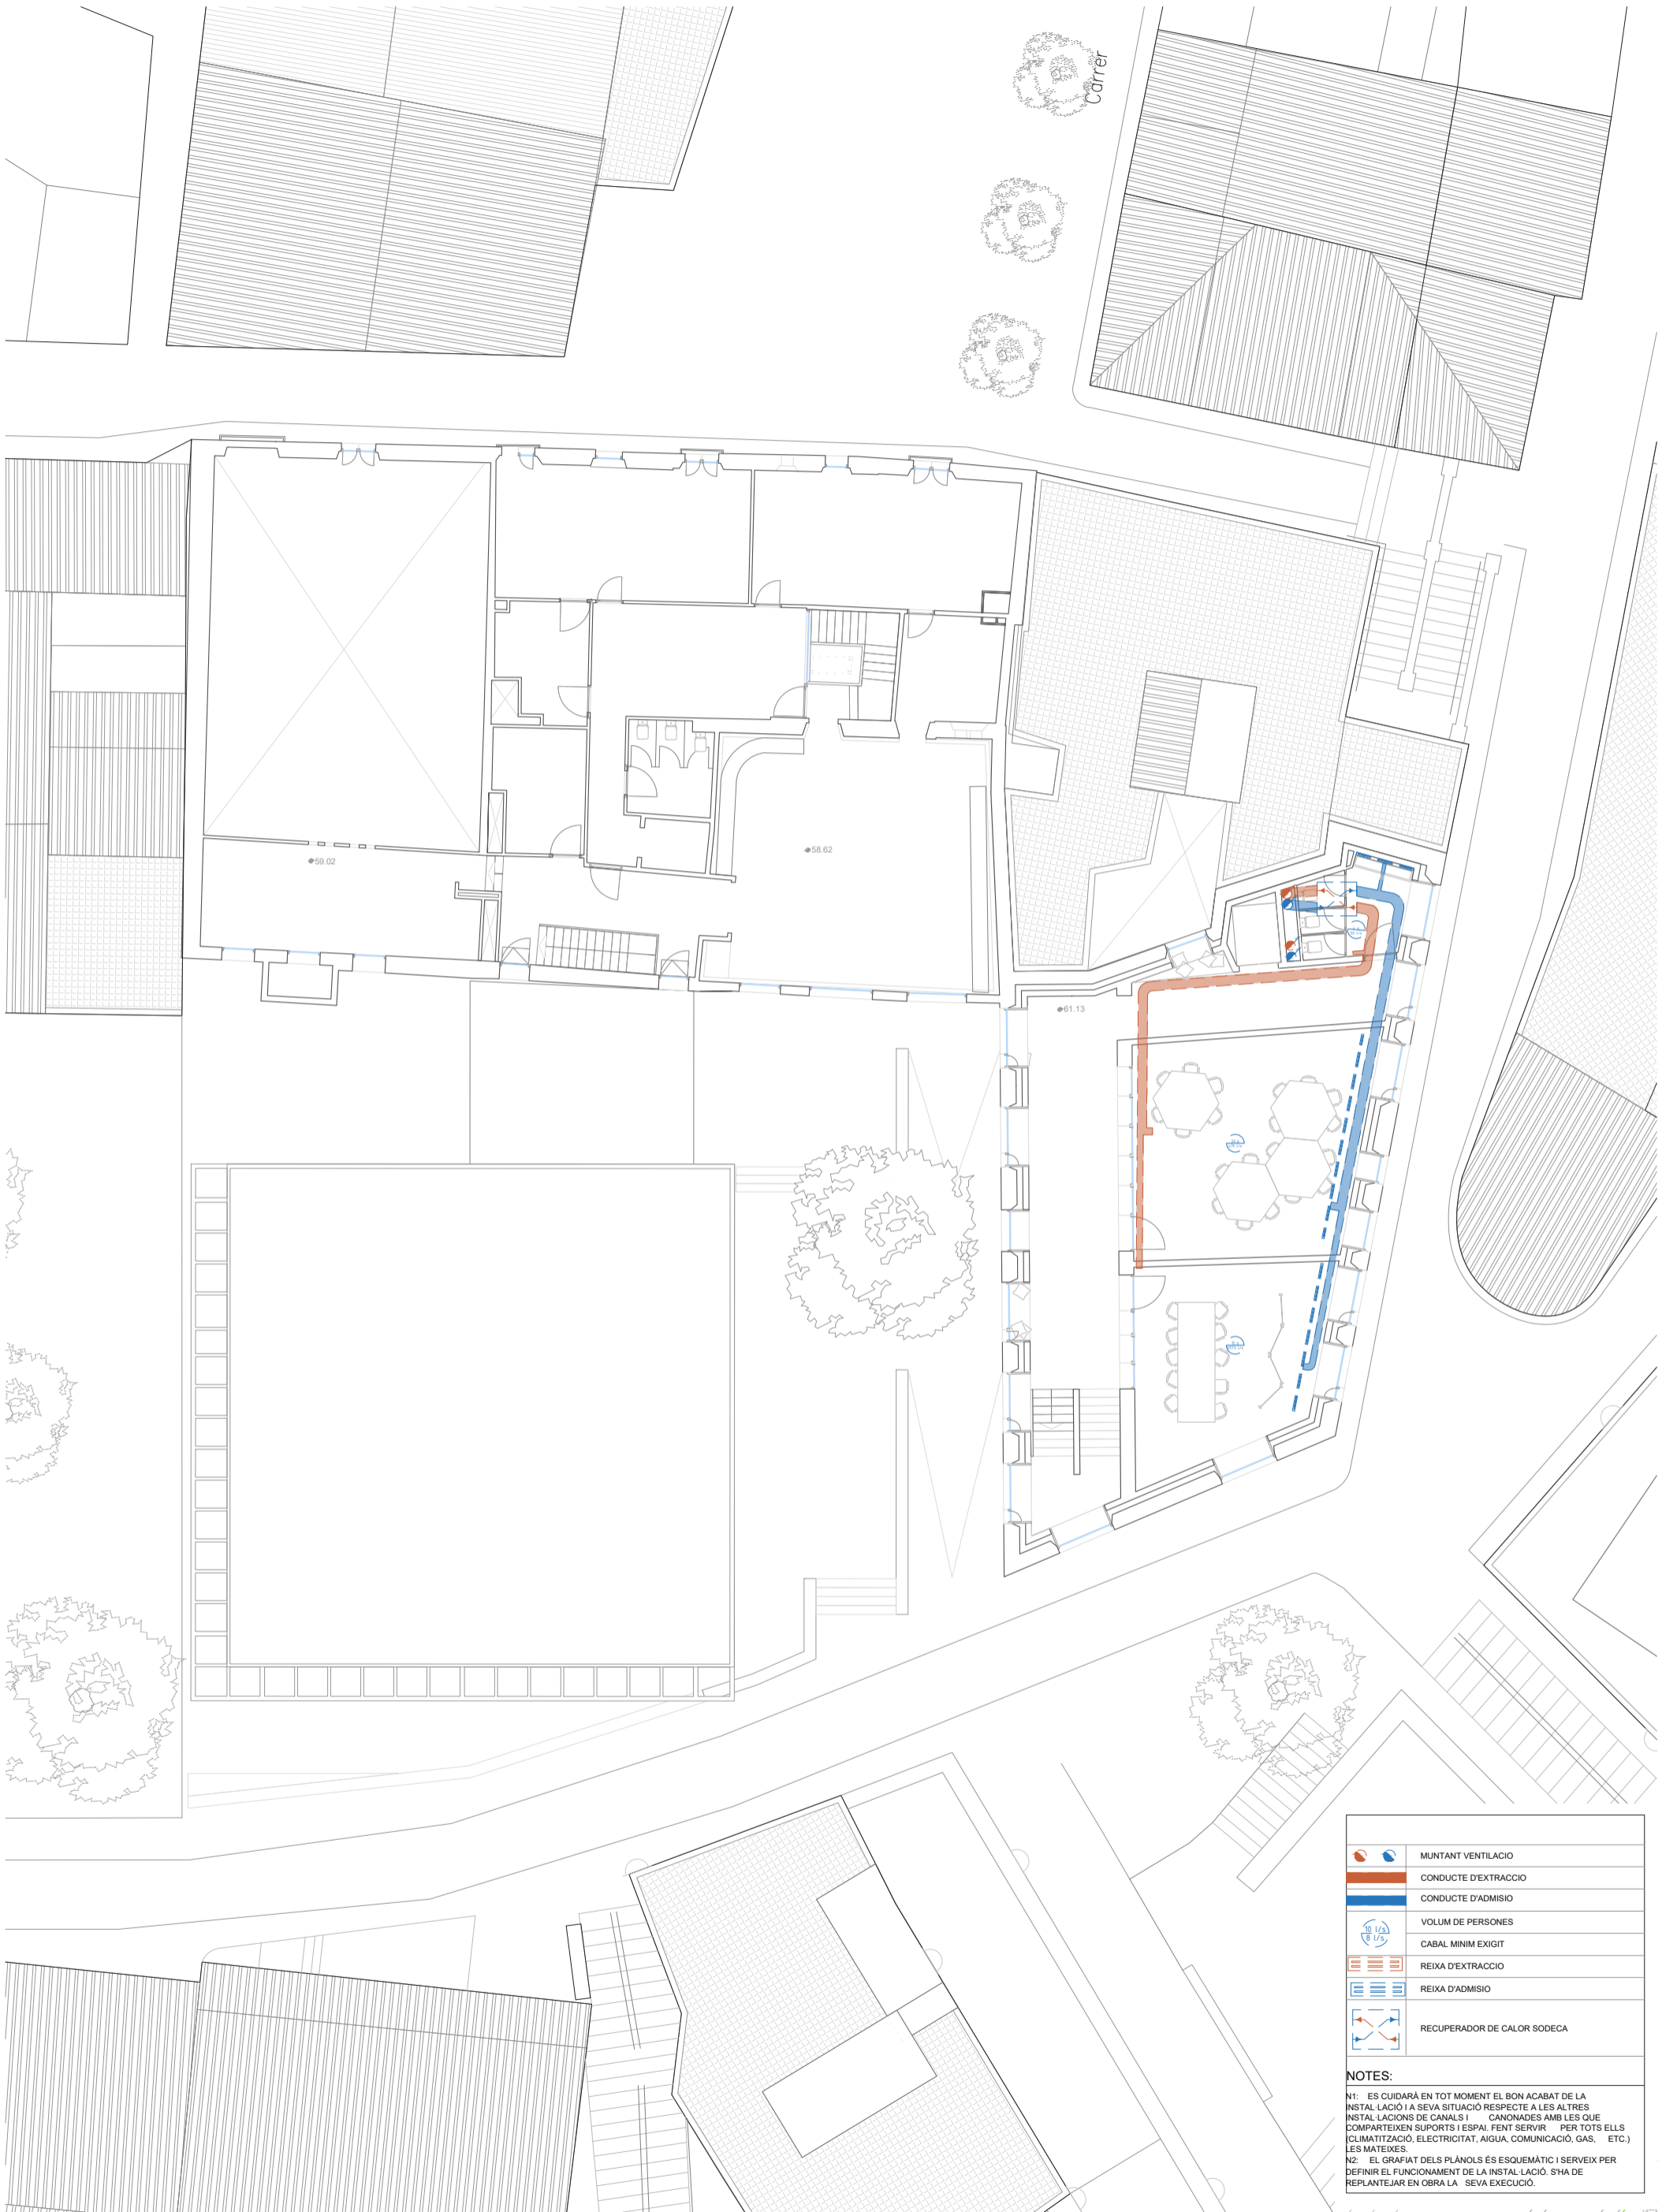 Carrer
59.02
58.62
61.13
MUNTANT VENTILACIO
CONDUCTE D'EXTRACCIO
CONDUCTE D'ADMISIO
10 l/s
8 l/s
VOLUM DE PERSONES
CABAL MINIM EXIGIT
REIXA D'EXTRACCIO
REIXA D'ADMISIO
RECUPERADOR DE CALOR SODECA
NOTES:
N1: ES CUIDARÀ EN TOT MOMENT EL BON ACABAT DE LA
INSTAL·LACIÓ I A SEVA SITUACIÓ RESPECTE A LES ALTRES
INSTAL·LACIONS DE CANALS I CANONADES AMB LES QUE
COMPARTEIXEN SUPORTS I ESPAI. FENT SERVIR PER TOTS ELLS
(CLIMATITZACIÓ, ELECTRICITAT, AIGUA, COMUNICACIÓ, GAS, ETC.)
LES MATEIXES.
N2: EL GRAFIAT DELS PLÀNOLS ÉS ESQUEMÀTIC I SERVEIX PER
DEFINIR EL FUNCIONAMENT DE LA INSTAL·LACIÓ. S'HA DE
REPLANTEJAR EN OBRA LA SEVA EXECUCIÓ.